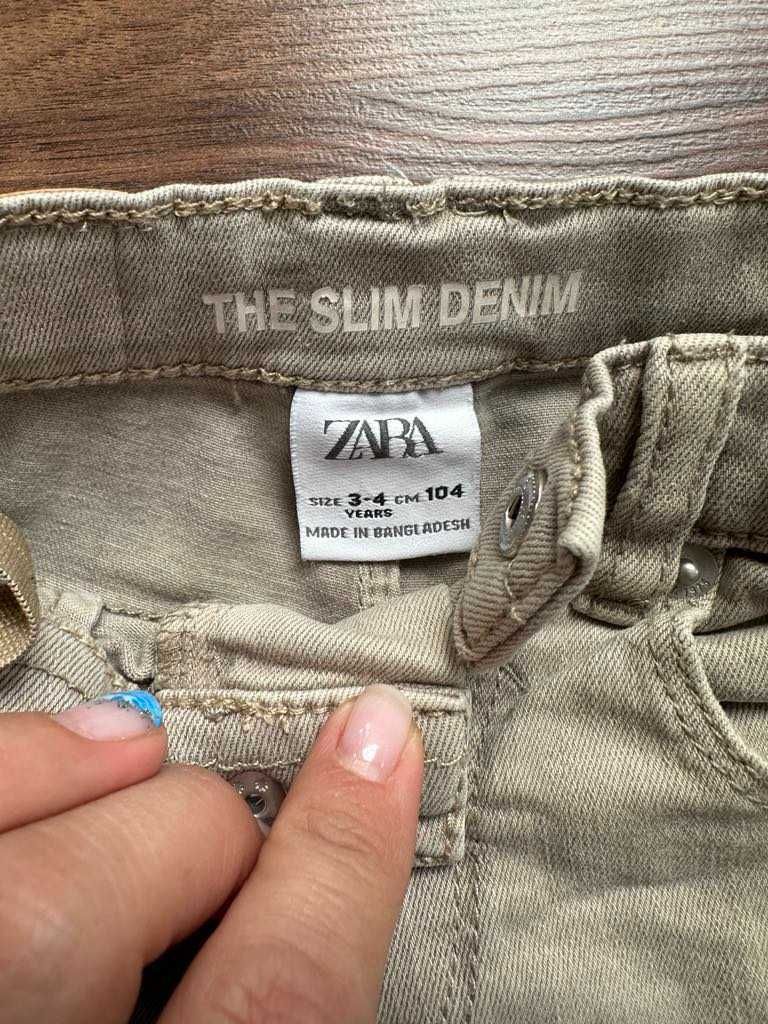 THE SLIM DENIM
ZARA
SIZE 3-4 CM 104
YEARS
MADE IN BANGLADESH